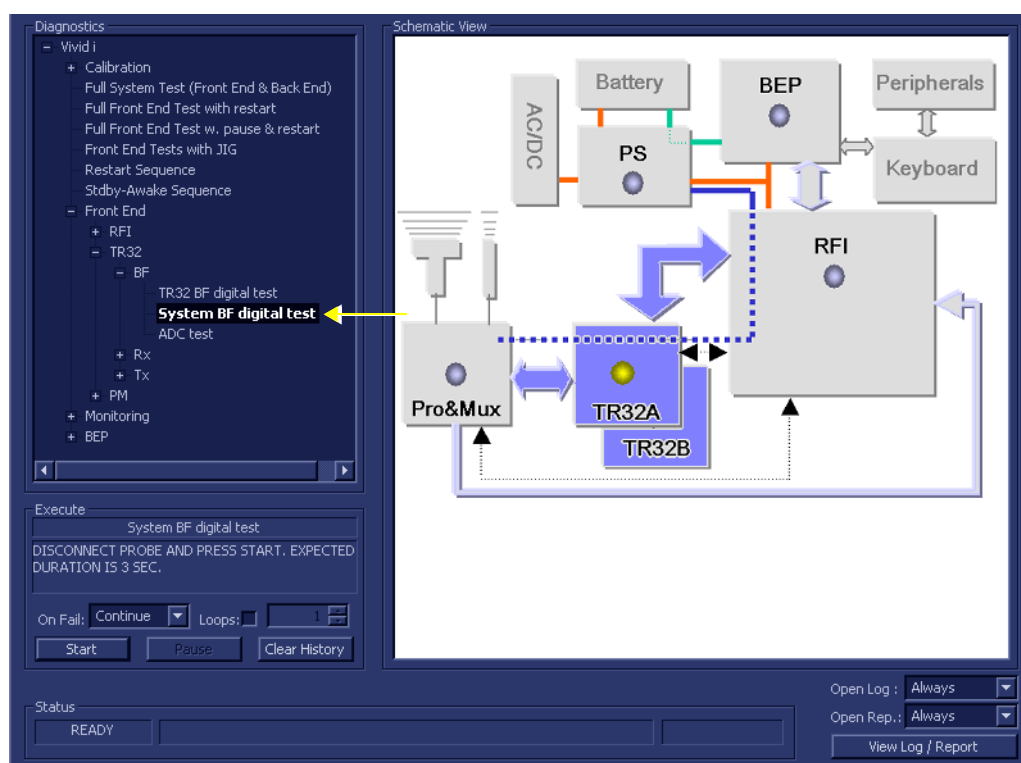 Diagnostics
Vivid i
Calibration
Full System Test (Front End & Back End)
Full Front End Test with restart
Full Front End Test w. pause & restart
Front End Tests with JIG
Restart Sequence
Stdby-Awake Sequence
Front End
RFI
TR32
BF
TR32 BF digital test
System BF digital test
ADC test
Rx
Tx
PM
Monitoring
BEP
Execute
System BF digital test
DISCONNECT PROBE AND PRESS START. EXPECTED
DURATION IS 3 SEC.
On Fail: Continue Loops: 1
Start Pause Clear History
Schematic View
Battery
BEP
Peripherals
AC/DC
PS
Keyboard
RFI
Pro&Mux
TR32A
TR32B
Open Log : Always
Open Rep.: Always
View Log / Report
Status
READY